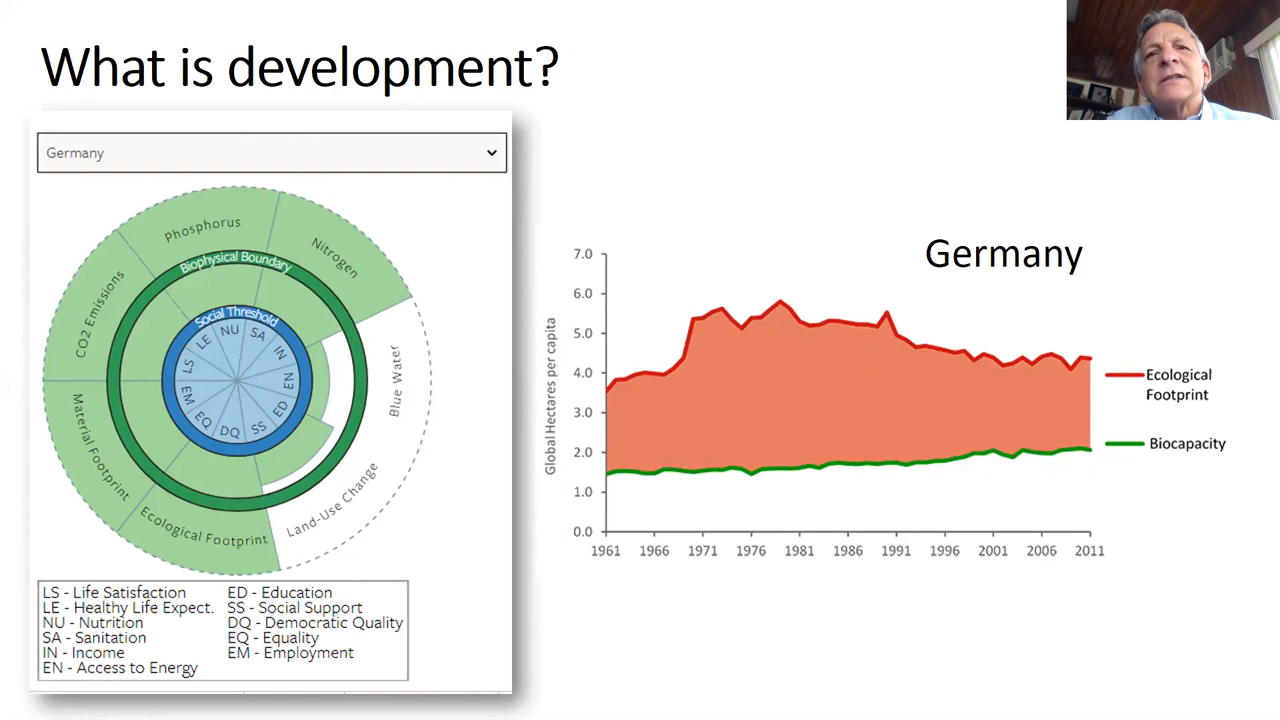 What is development?
Germany
Phosphorus
Nitrogen
CO2 Emissions
Biophysical Boundary
Social Threshold
LS
LE
NU
SA
IN
EN
ED
SS
DQ
EQ
EM
Blue Water
Material Footprint
Ecological Footprint
Land-Use Change
LS - Life Satisfaction
LE - Healthy Life Expect.
NU - Nutrition
SA - Sanitation
IN - Income
EN - Access to Energy
ED - Education
SS - Social Support
DQ - Democratic Quality
EQ - Equality
EM - Employment
Germany
Global Hectares per capita
7.0
6.0
5.0
4.0
3.0
2.0
1.0
0.0
1961 1966 1971 1976 1981 1986 1991 1996 2001 2006 2011
Ecological
Footprint
Biocapacity